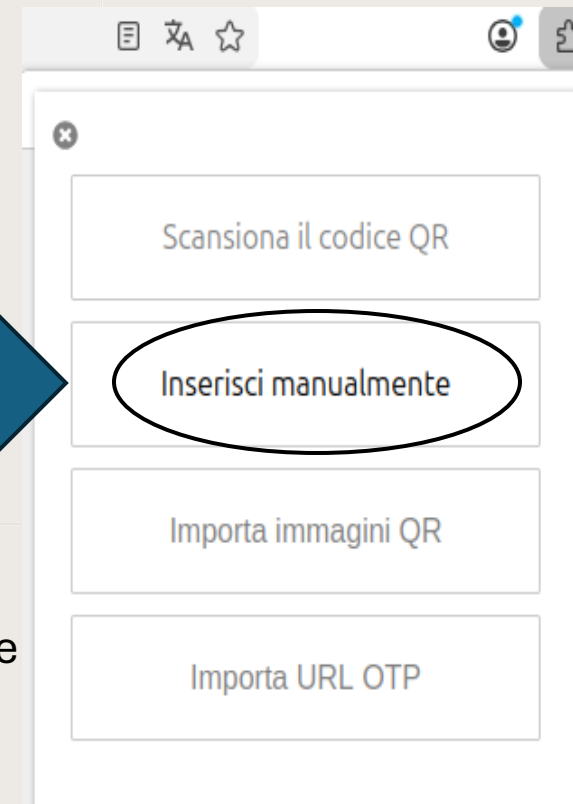 Scansiona il codice QR
Inserisci manualmente
e
Importa immagini QR
Importa URL OTP